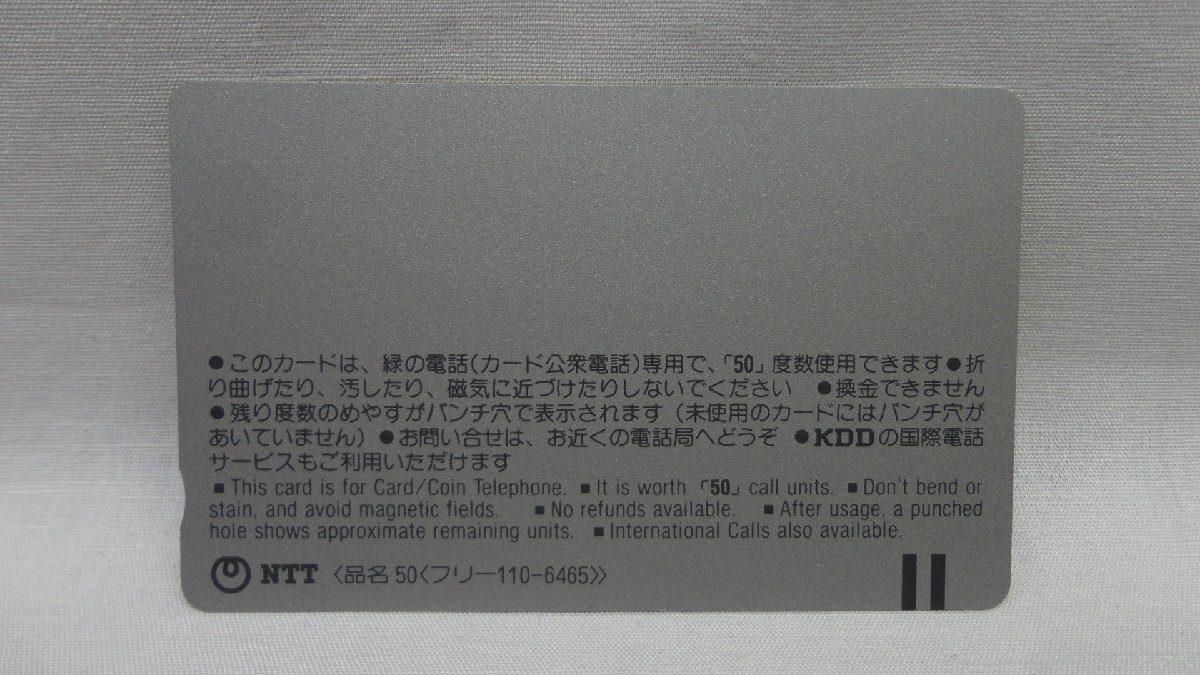 ●このカードは、緑の電話(カード公衆電話)専用で、「50」度数使用できます●折
り曲げたり、汚したり、磁気に近づけたりしないでください ●換金できません
●残り度数のめやすがパンチ穴で表示されます(未使用のカードにはパンチ穴が
あいていません)●お問い合せは、お近くの電話局へどうぞ ●KDDの国際電話
サービスもご利用いただけます
■This card is for Card/Coin Telephone. ■It is worth「50」call units. ■Don't bend or
stain, and avoid magnetic fields. ■No refunds available. ■After usage, a punched
hole shows approximate remaining units. ■International Calls also available.
NTT 〈品名 50〈フリー110-6465〉〉